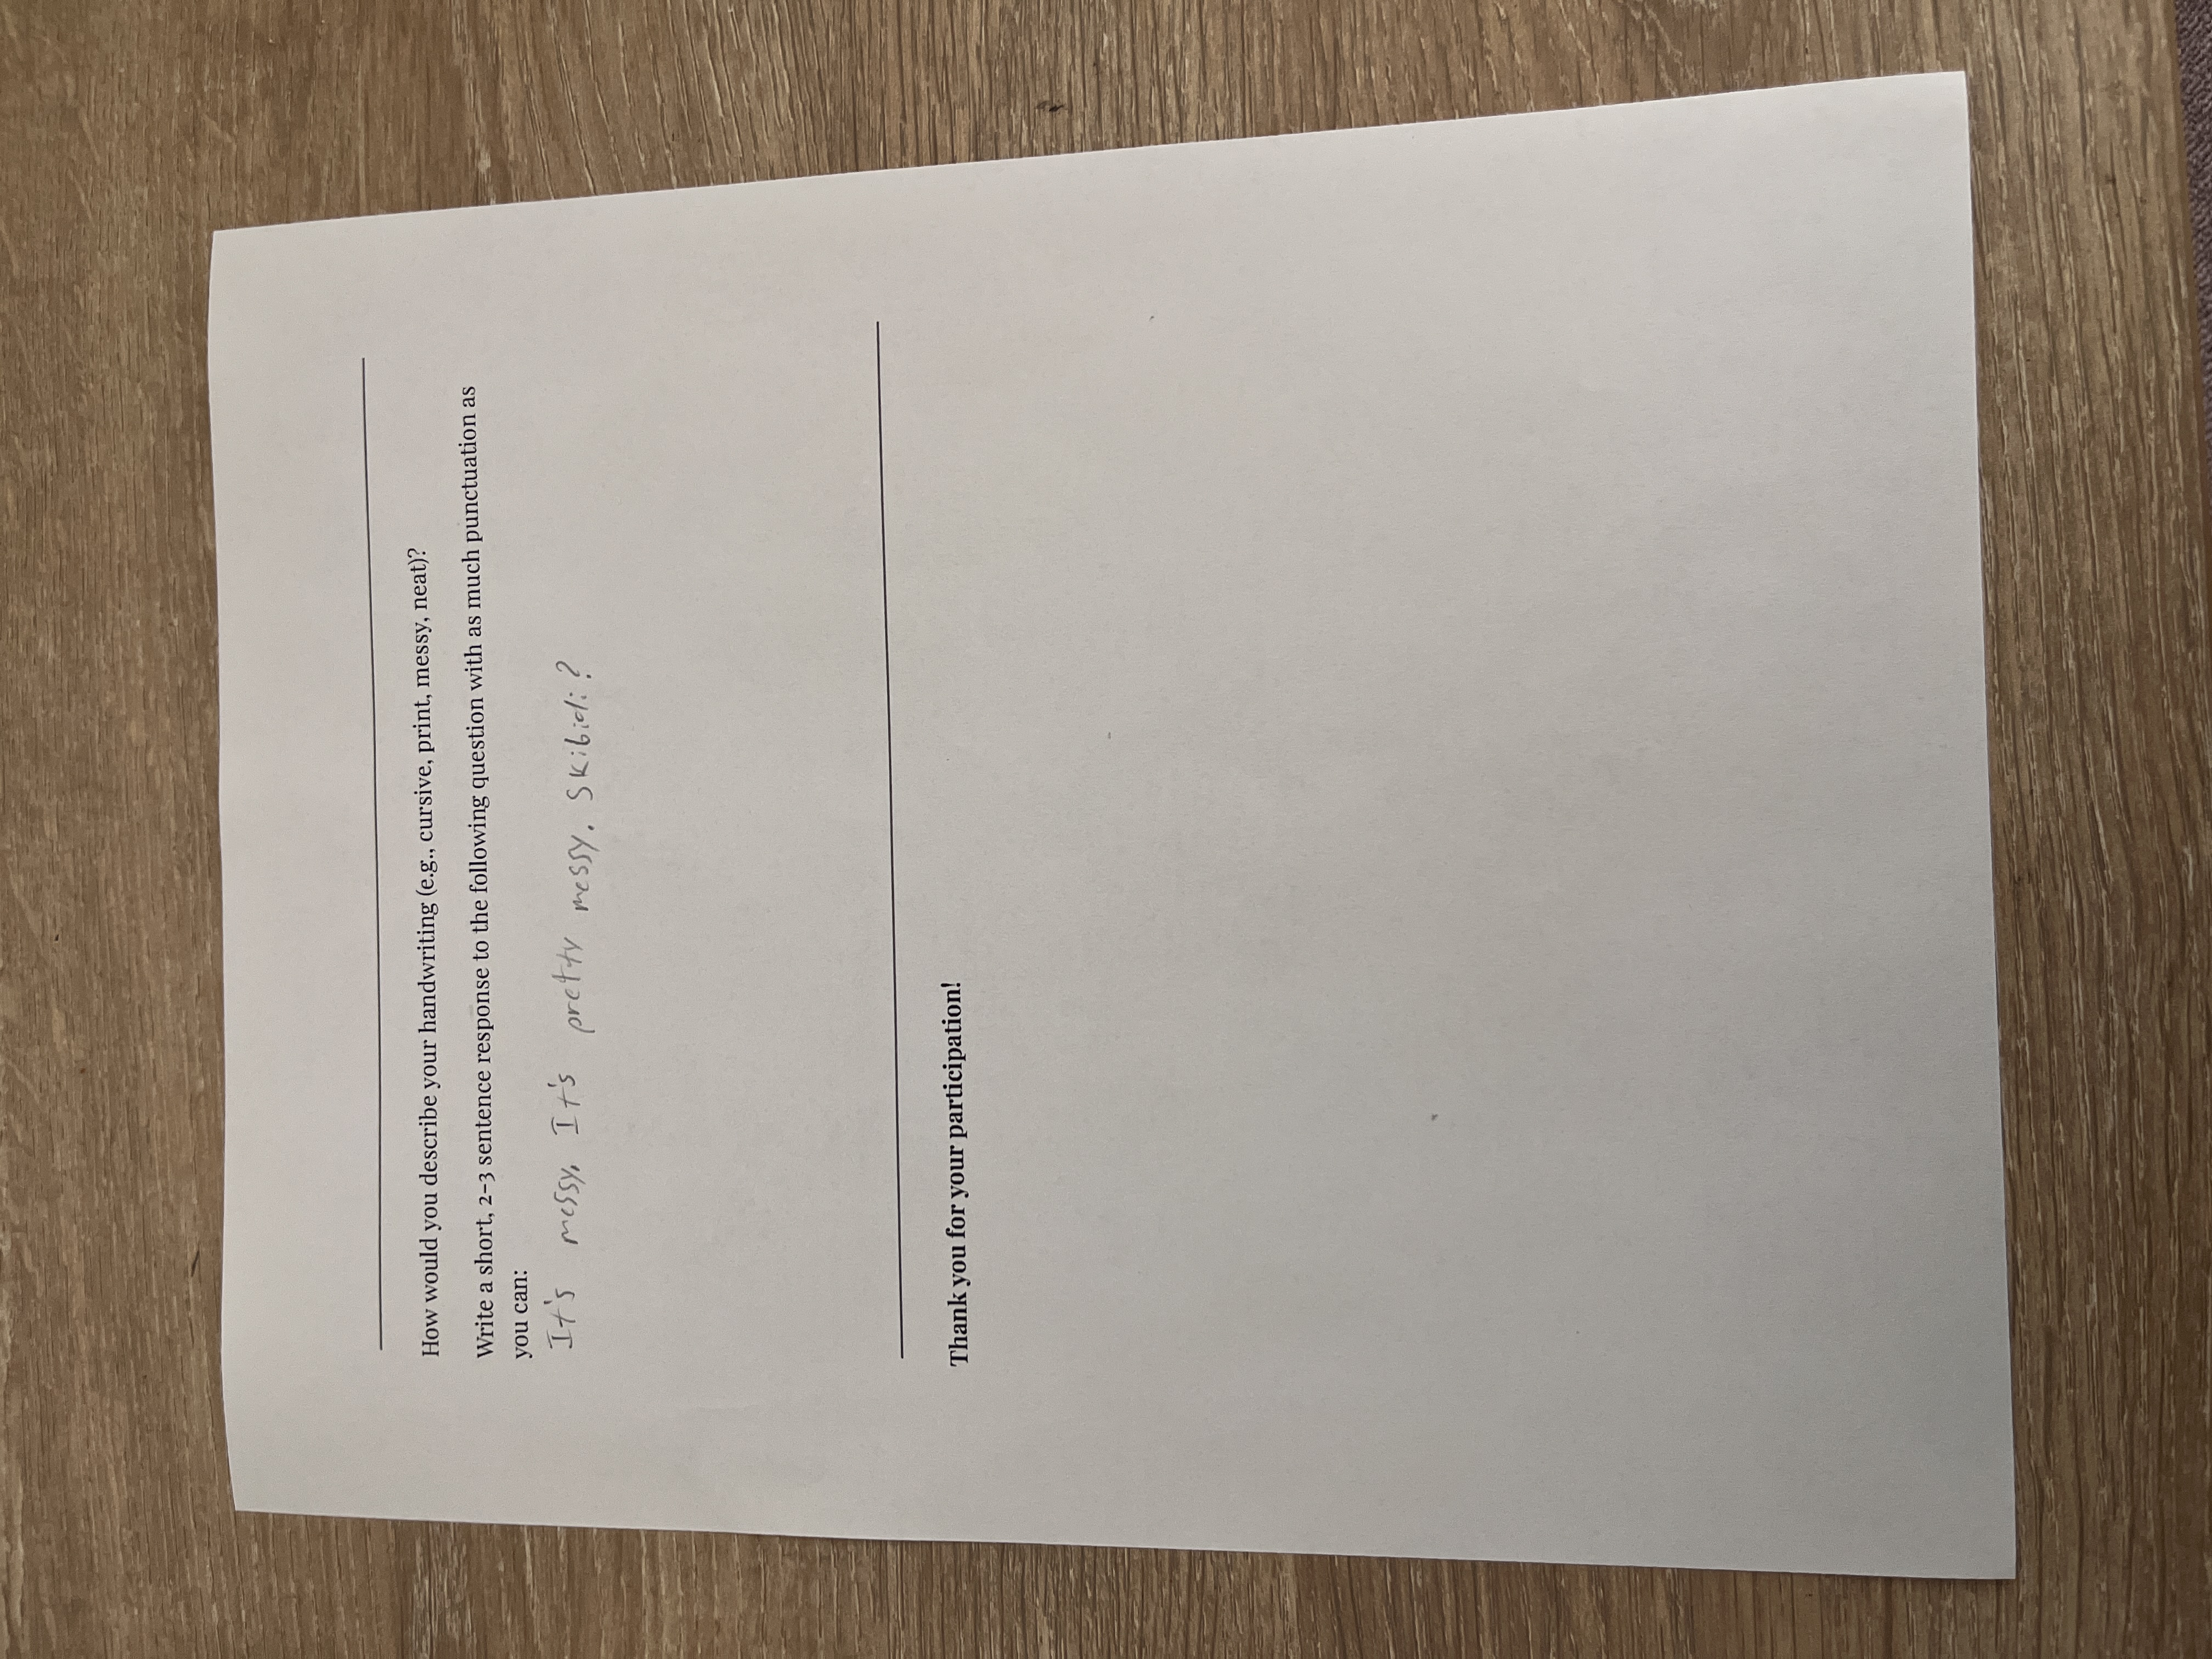 How would you describe your handwriting (e.g., cursive, print, messy, neat)?
Write a short, 2-3 sentence response to the following question with as much punctuation as
you can:
It's messy. It's pretty messy. Skibidi?
Thank you for your participation!